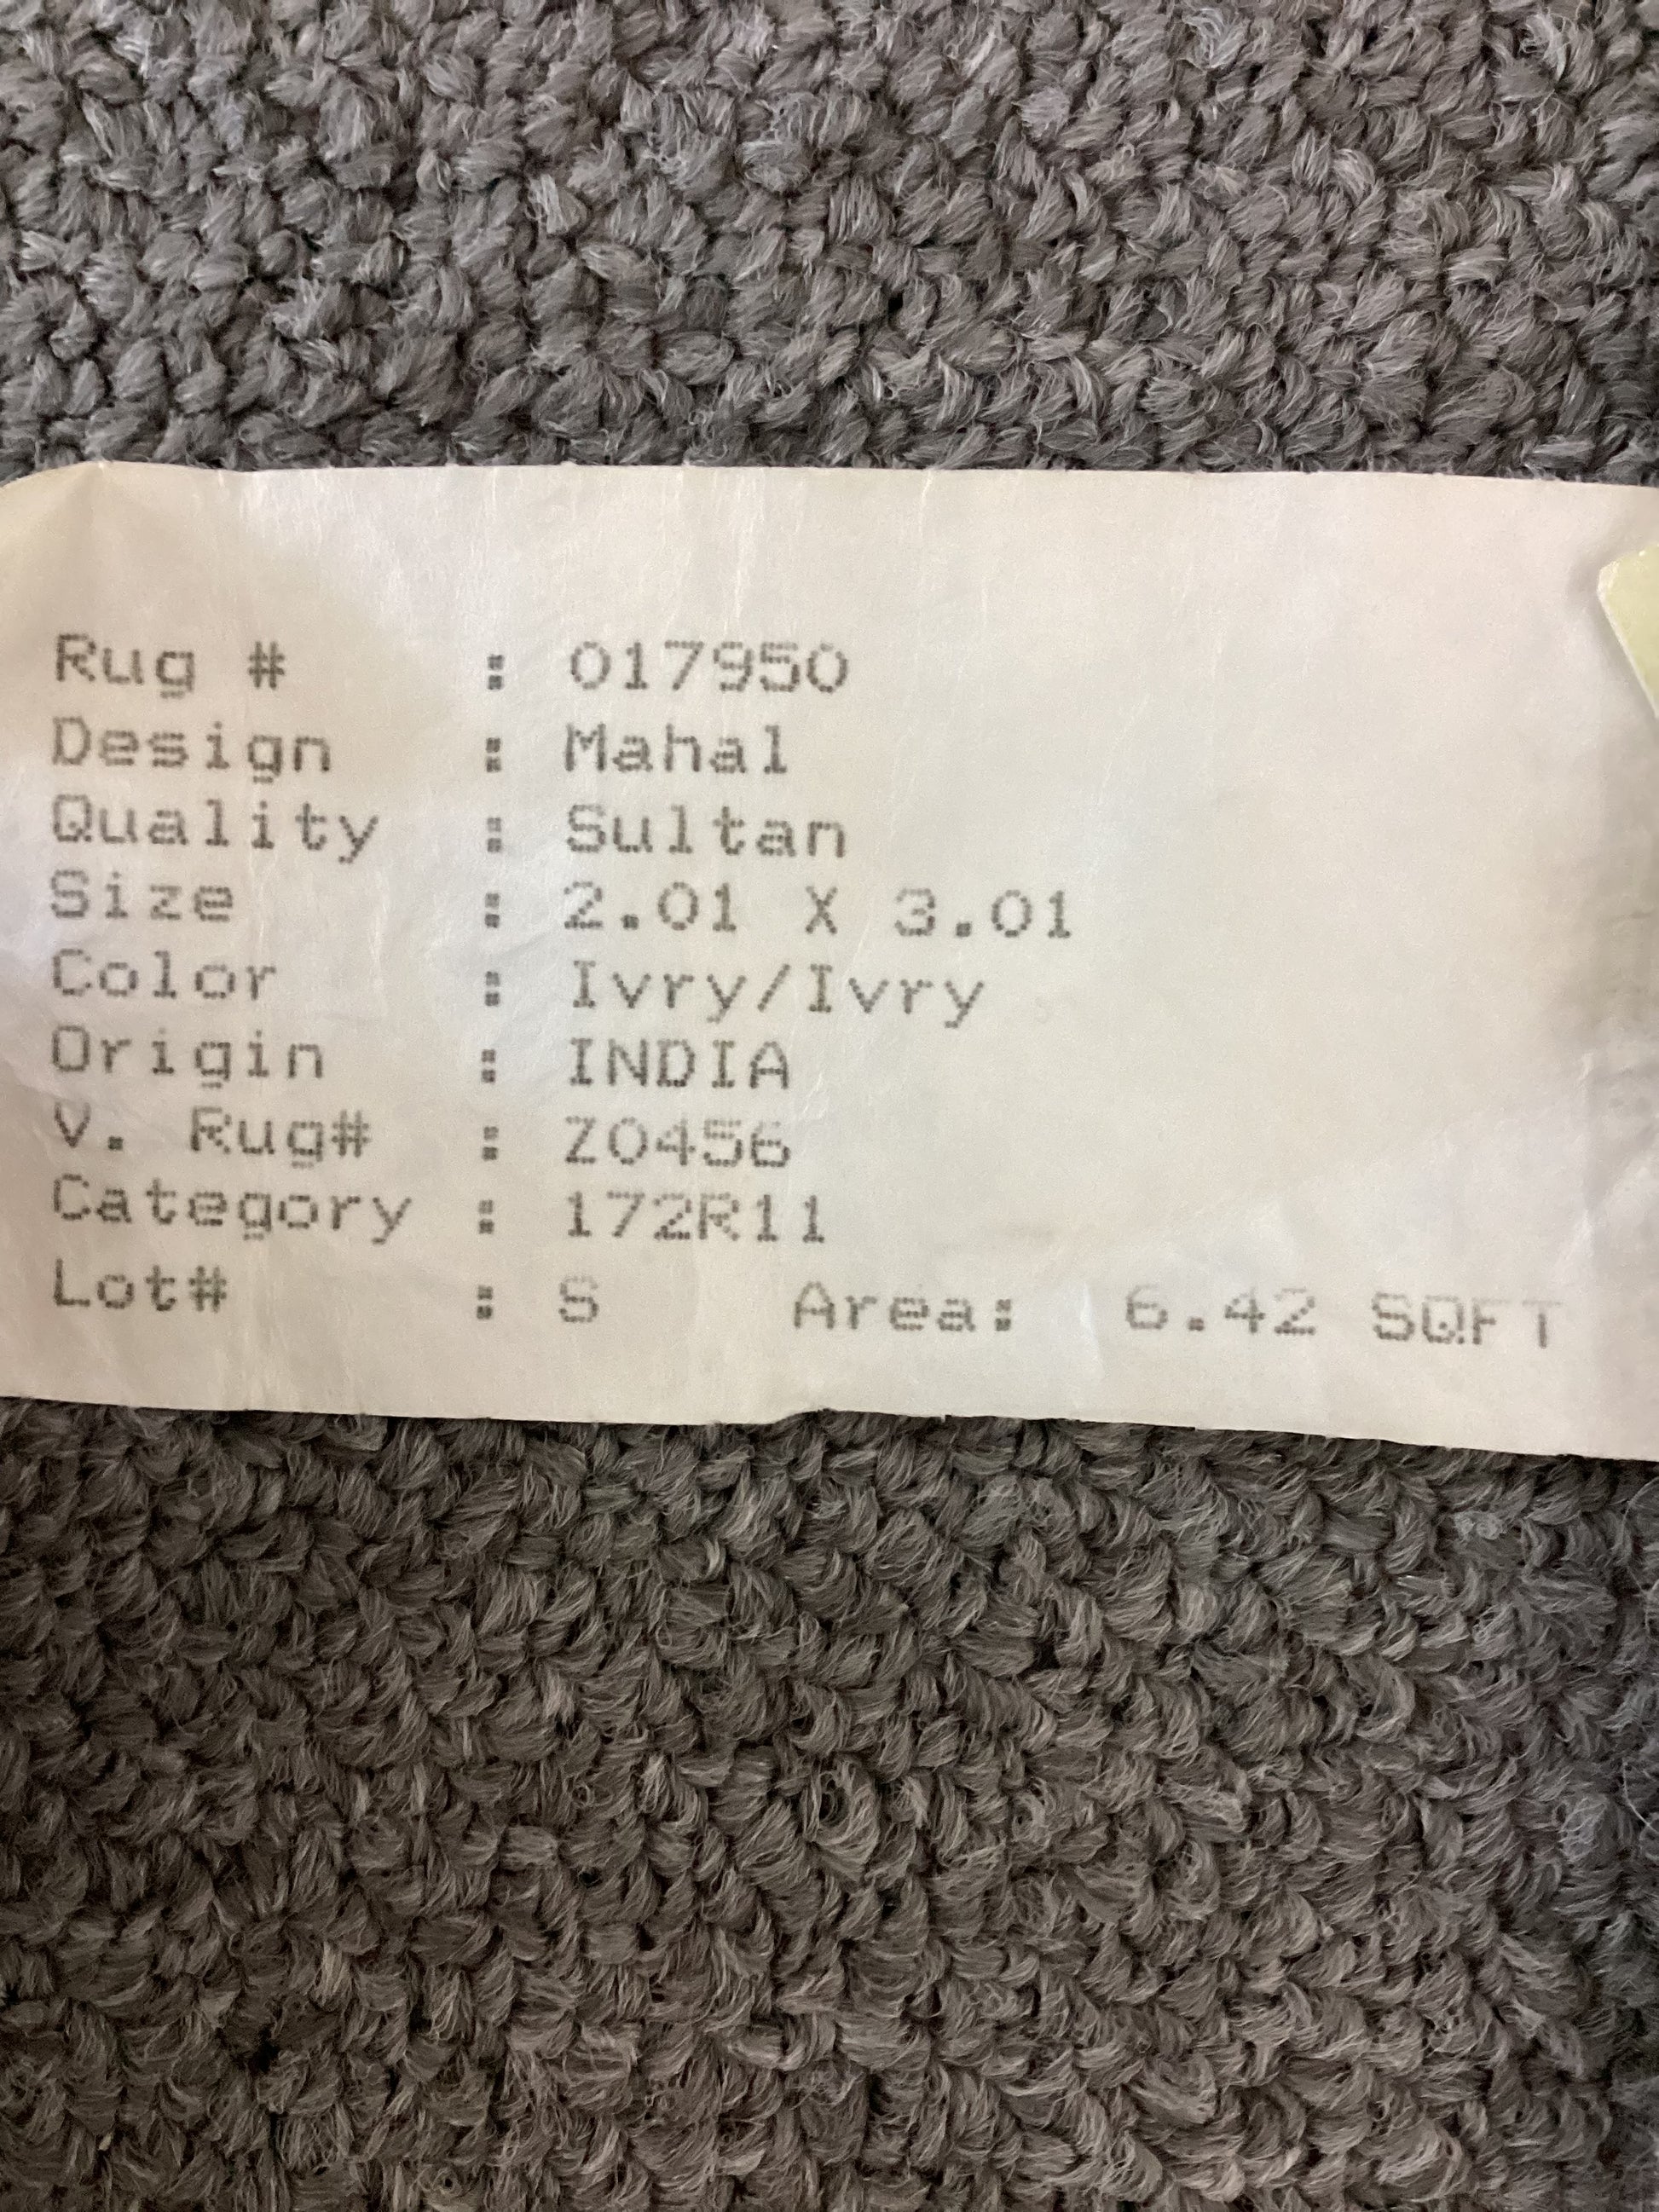 Rug # : 017950
Design : Mahal
Quality : Sultan
Size : 2.01 X 3.01
Color : Ivry/Ivry
Origin : INDIA
V. Rug# : Z0456
Category : 172R11
Lot# : S Area: 6.42 SQFT